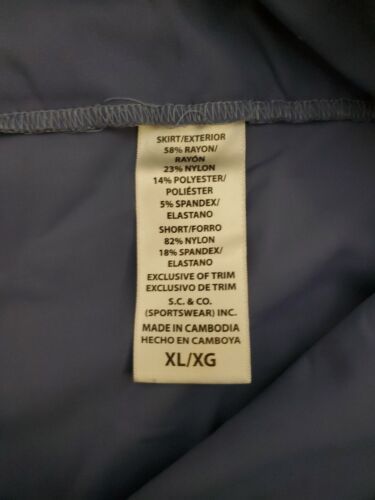 SKIRT/EXTERIOR
58% RAYON/
RAYÓN
23% NYLON
14% POLYESTER/
POLIÉSTER
5% SPANDEX/
ELASTANO
SHORT/FORRO
82% NYLON
18% SPANDEX/
ELASTANO
EXCLUSIVE OF TRIM
EXCLUSIVO DE TRIM
S.C. & CO.
(SPORTSWEAR) INC.
MADE IN CAMBODIA
HECHO EN CAMBOYA
XL/XG